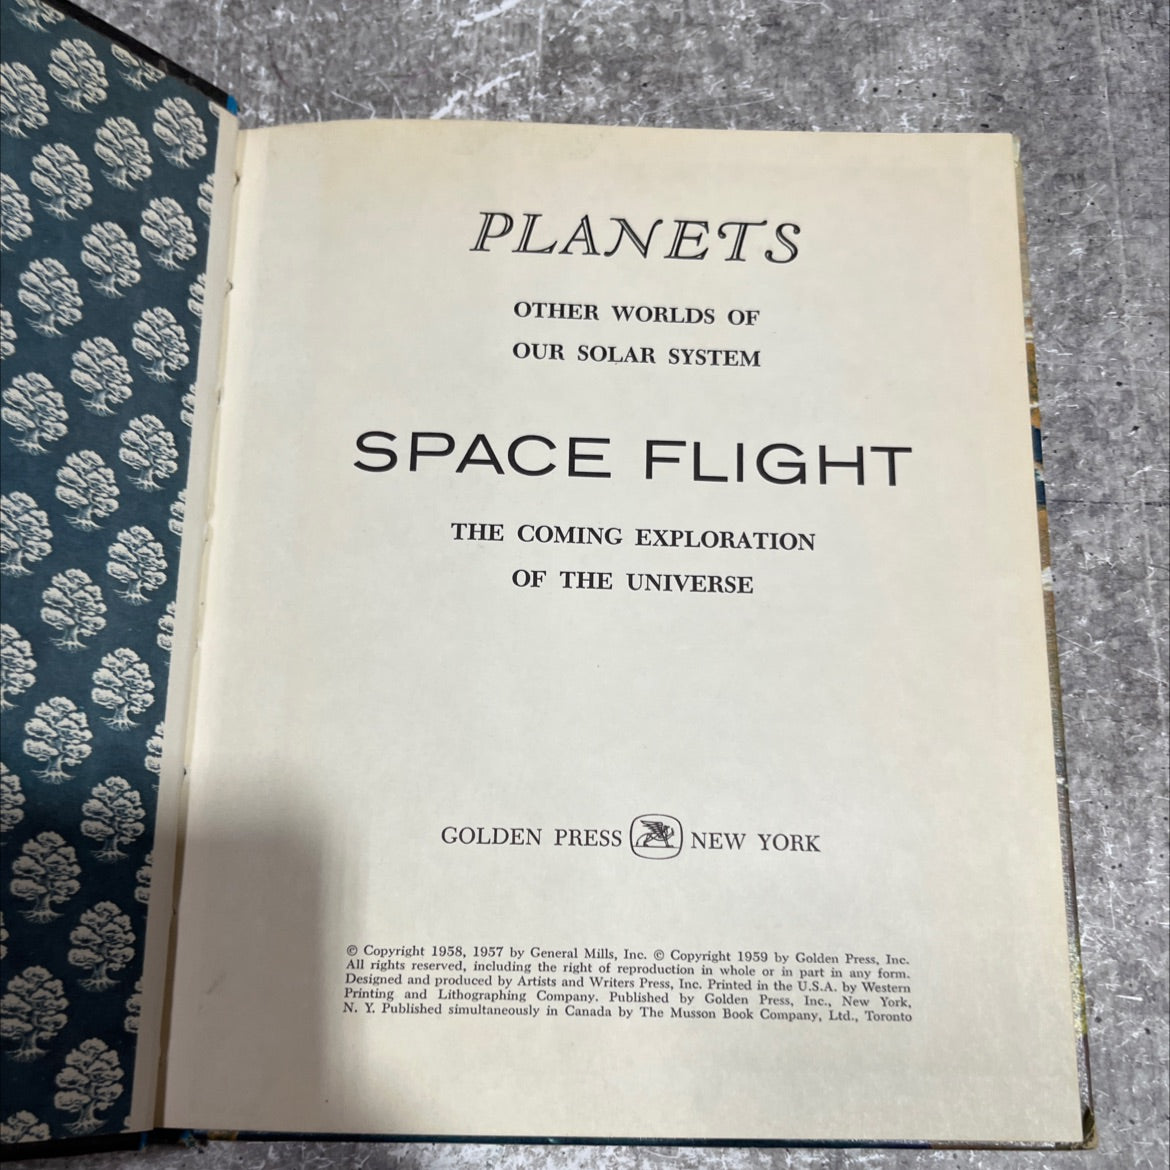 PLANETS
OTHER WORLDS OF
OUR SOLAR SYSTEM
SPACE FLIGHT
THE COMING EXPLORATION
OF THE UNIVERSE
GOLDEN PRESS NEW YORK
© Copyright 1958, 1957 by General Mills, Inc. © Copyright 1959 by Golden Press, Inc.
All rights reserved, including the right of reproduction in whole or in part in any form.
Designed and produced by Artists and Writers Press, Inc. Printed in the U.S.A. by Western
Printing and Lithographing Company. Published by Golden Press, Inc., New York,
N. Y. Published simultaneously in Canada by The Musson Book Company, Ltd., Toronto